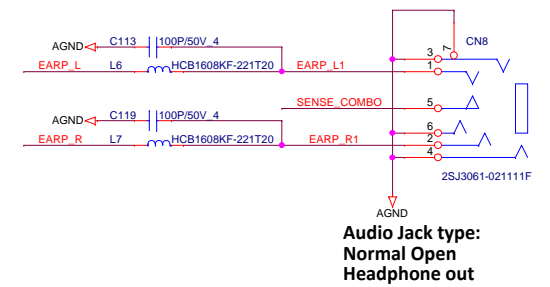 C113 100P/50V_4
AGND
EARP_L L6 HCB1608KF-221T20 EARP_L1
C119 100P/50V_4
AGND
EARP_R L7 HCB1608KF-221T20 EARP_R1
SENSE_COMBO
CN8
7
3
1
5
6
2
4
2SJ3061-021111F
AGND
Audio Jack type:
Normal Open
Headphone out